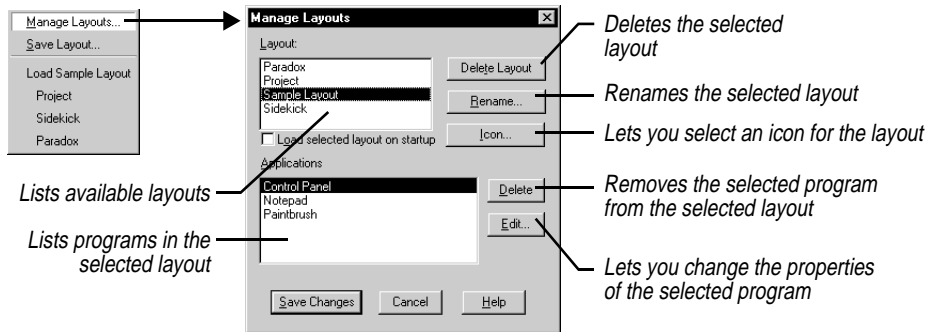 Manage Layouts...
Save Layout...
Load Sample Layout
Project
Sidekick
Paradox
Manage Layouts
Layout:
Paradox
Project
Sample Layout
Sidekick
Load selected layout on startup
Applications
Control Panel
Notepad
Paintbrush
Delete Layout
Rename...
Icon...
Delete
Edit...
Save Changes
Cancel
Help
Lists available layouts
Lists programs in the
selected layout
Deletes the selected
layout
Renames the selected layout
Lets you select an icon for the layout
Removes the selected program
from the selected layout
Lets you change the properties
of the selected program